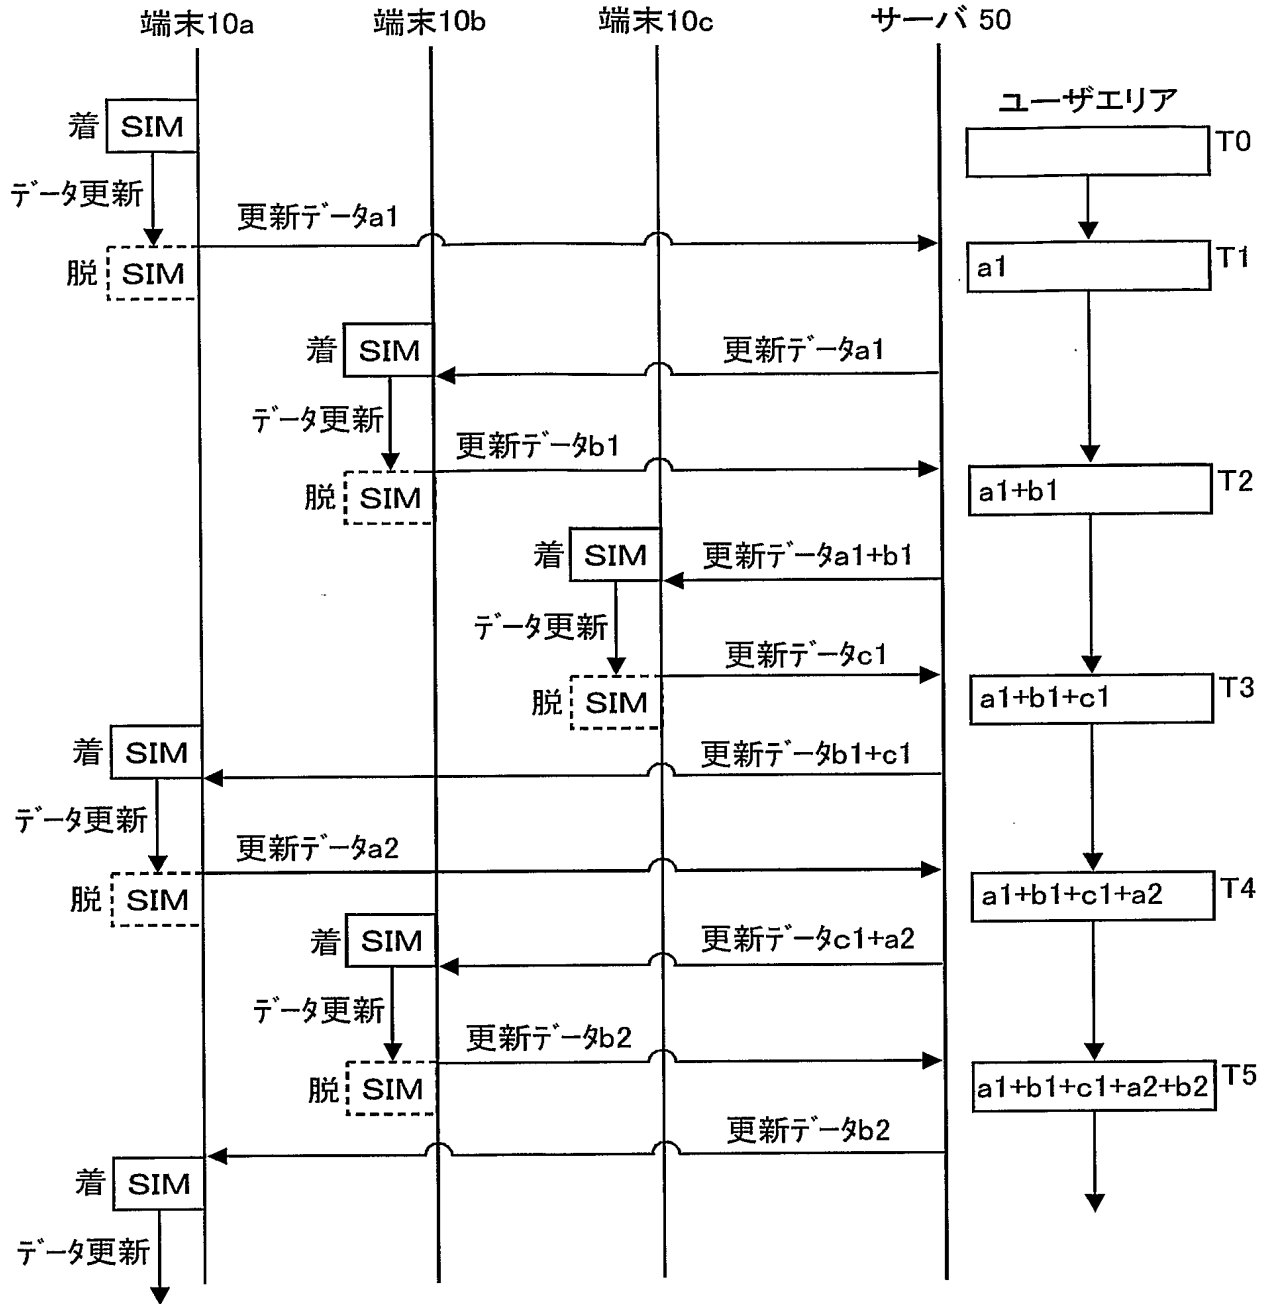 端末10a 端末10b 端末10c サーバ 50
ユーザエリア
着 SIM
T0
データ更新
更新データa1
脱 SIM
a1 T1
着 SIM
更新データa1
データ更新
更新データb1
脱 SIM
a1+b1 T2
着 SIM
更新データa1+b1
データ更新
更新データc1
脱 SIM
a1+b1+c1 T3
着 SIM
更新データb1+c1
データ更新
更新データa2
脱 SIM
a1+b1+c1+a2 T4
着 SIM
更新データc1+a2
データ更新
更新データb2
脱 SIM
a1+b1+c1+a2+b2 T5
更新データb2
着 SIM
データ更新